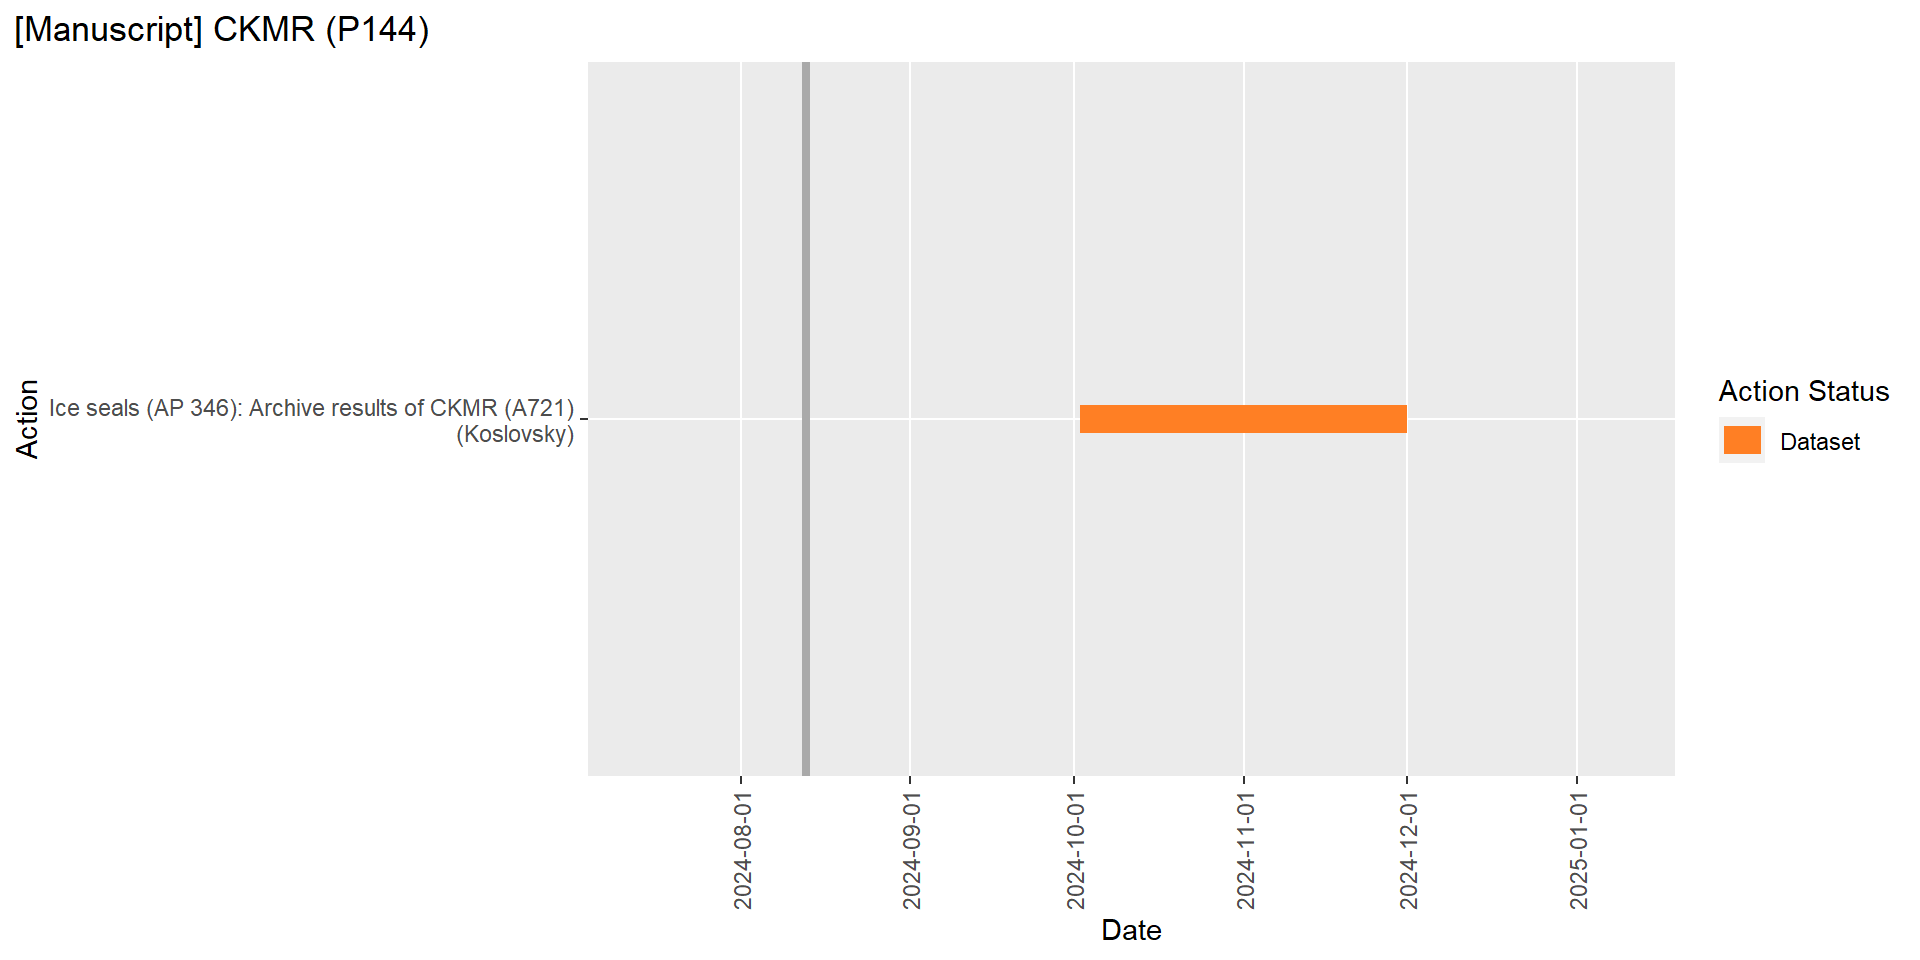 [Manuscript] CKMR (P144)
Action
Ice seals (AP 346): Archive results of CKMR (A721)
(Koslovsky)
Action Status
Dataset
2024-08-01
2024-09-01
2024-10-01
2024-11-01
2024-12-01
2025-01-01
Date